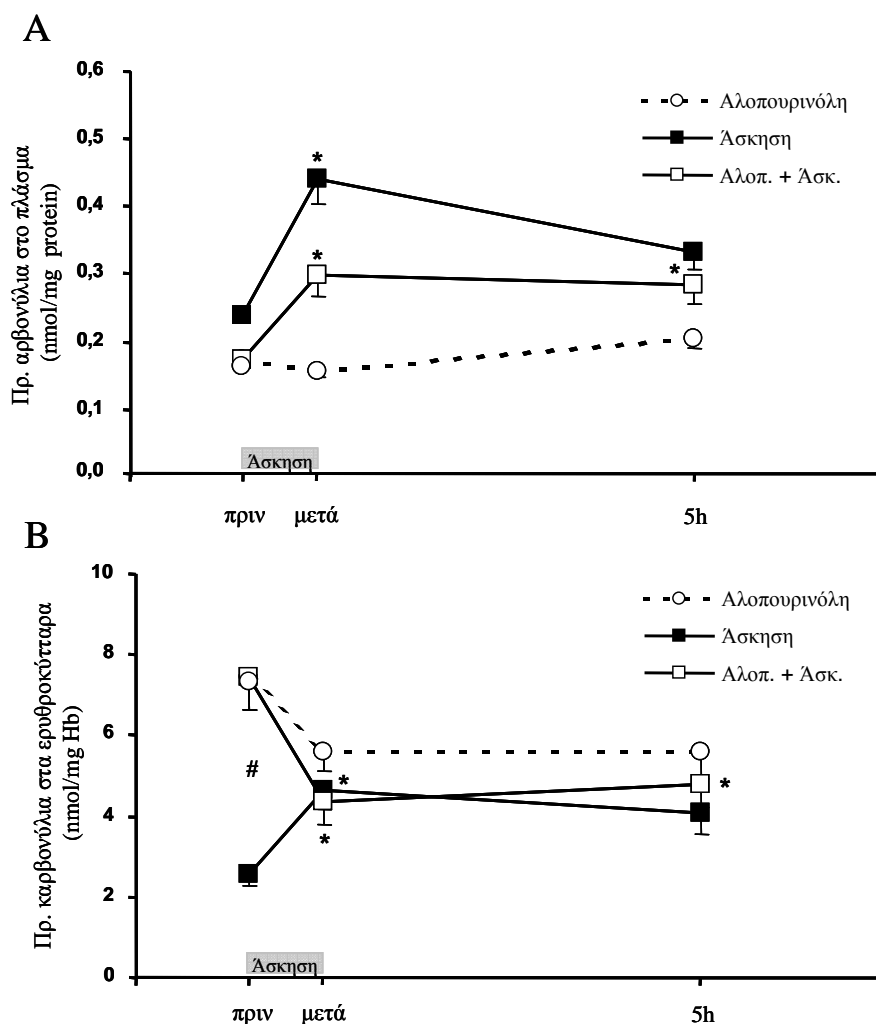 A
0,6
0,5
0,4
0,3
0,2
0,1
0,0
Πρ. αρβονύλια στο πλάσμα
(nmol/mg protein)
Αλοπουρινόλη
Άσκηση
Αλοπ. + Άσκ.
*
*
*
Άσκηση
πριν
μετά
5h
B
10
8
6
4
2
0
Πρ. καρβονύλια στα ερυθροκύτταρα
(nmol/mg Hb)
Αλοπουρινόλη
Άσκηση
Αλοπ. + Άσκ.
#
*
*
*
Άσκηση
πριν
μετά
5h